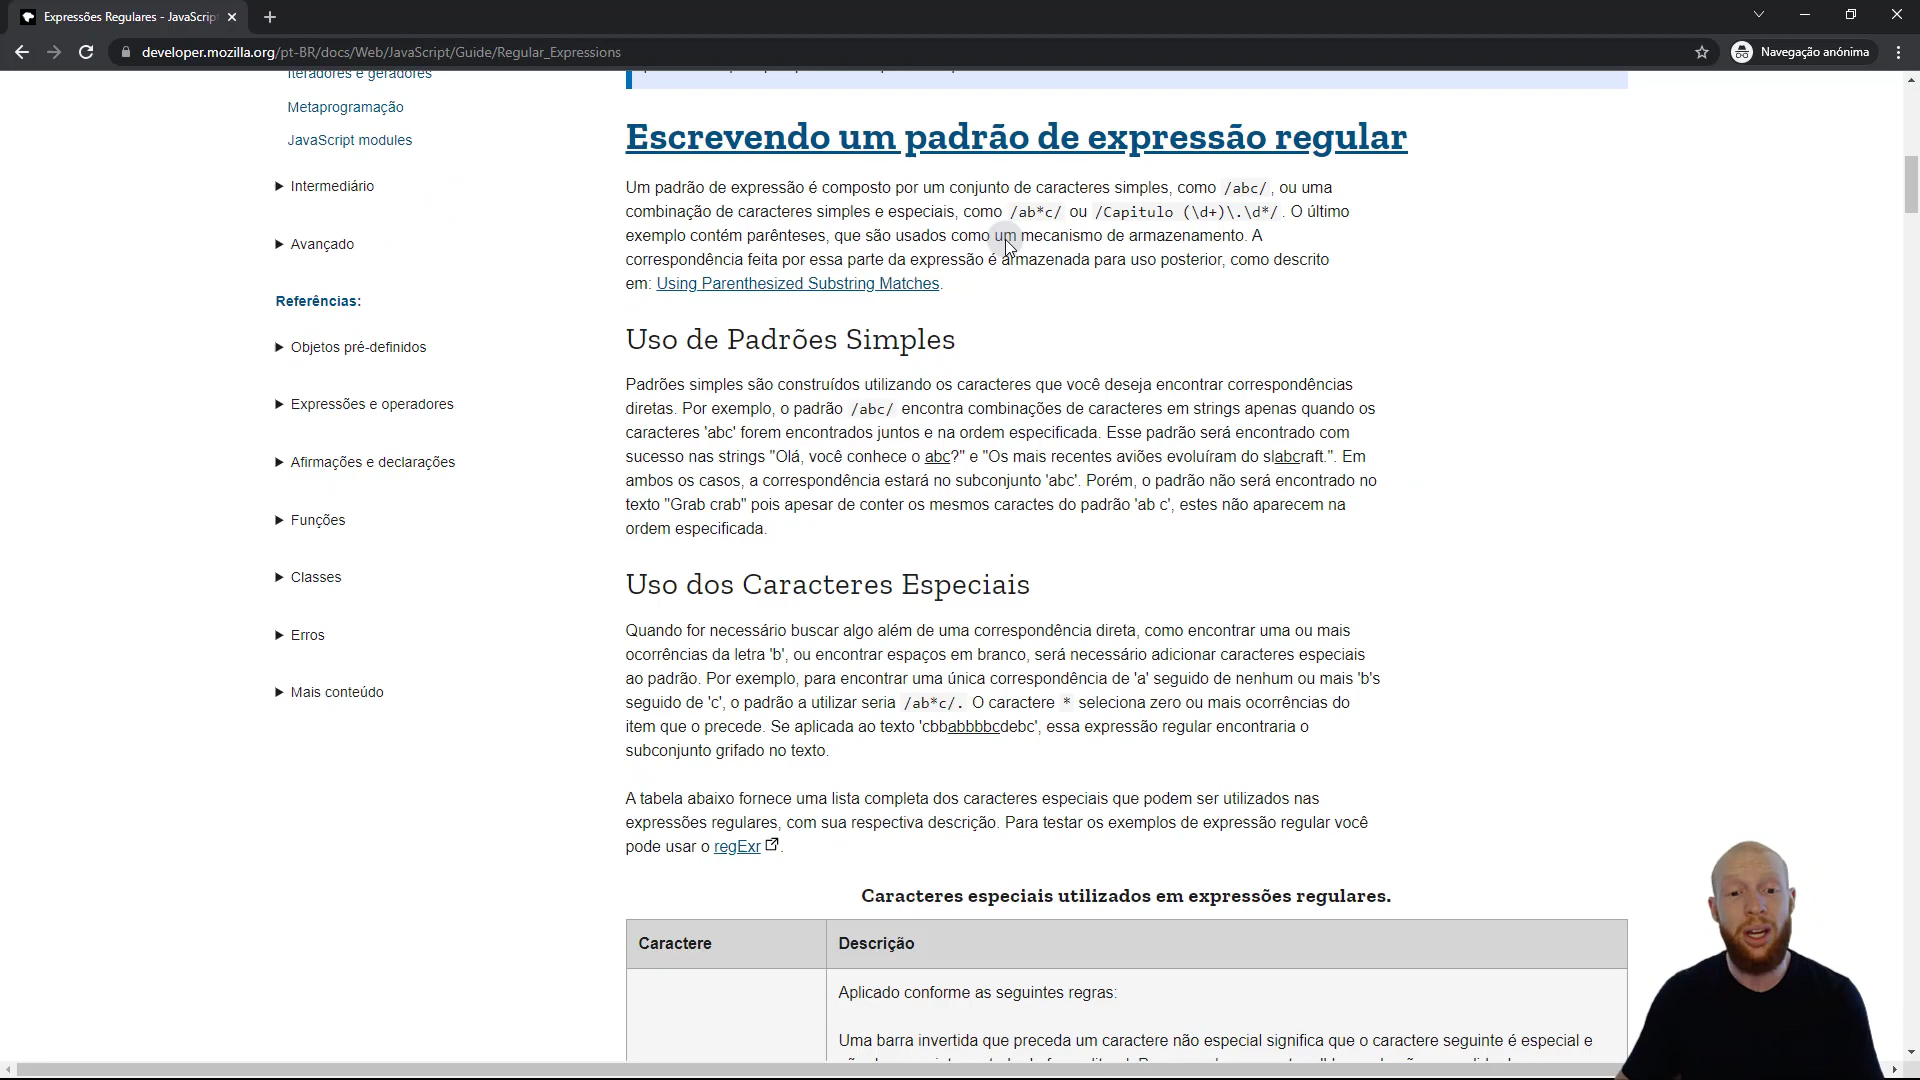 Expressões Regulares - JavaScrip
developer.mozilla.org/pt-BR/docs/Web/JavaScript/Guide/Regular_Expressions
Navegação anónima
Iteradores e geradores
Metaprogramação
JavaScript modules
Intermediário
Avançado
Referências:
Objetos pré-definidos
Expressões e operadores
Afirmações e declarações
Funções
Classes
Erros
Mais conteúdo
Escrevendo um padrão de expressão regular
Um padrão de expressão é composto por um conjunto de caracteres simples, como /abc/, ou uma
combinação de caracteres simples e especiais, como /ab*c/ ou /Capitulo (\d+)\.\d*/. O último
exemplo contém parênteses, que são usados como um mecanismo de armazenamento. A
correspondência feita por essa parte da expressão é armazenada para uso posterior, como descrito
em: Using Parenthesized Substring Matches.
Uso de Padrões Simples
Padrões simples são construídos utilizando os caracteres que você deseja encontrar correspondências
diretas. Por exemplo, o padrão /abc/ encontra combinações de caracteres em strings apenas quando os
caracteres 'abc' forem encontrados juntos e na ordem especificada. Esse padrão será encontrado com
sucesso nas strings "Olá, você conhece o abc?" e "Os mais recentes aviões evoluíram do slabcraft.". Em
ambos os casos, a correspondência estará no subconjunto 'abc'. Porém, o padrão não será encontrado no
texto "Grab crab" pois apesar de conter os mesmos caractes do padrão 'ab c', estes não aparecem na
ordem especificada.
Uso dos Caracteres Especiais
Quando for necessário buscar algo além de uma correspondência direta, como encontrar uma ou mais
ocorrências da letra 'b', ou encontrar espaços em branco, será necessário adicionar caracteres especiais
ao padrão. Por exemplo, para encontrar uma única correspondência de 'a' seguido de nenhum ou mais 'b's
seguido de 'c', o padrão a utilizar seria /ab*c/. O caractere * seleciona zero ou mais ocorrências do
item que o precede. Se aplicada ao texto 'cbbabbbbcdebc', essa expressão regular encontraria o
subconjunto grifado no texto.
A tabela abaixo fornece uma lista completa dos caracteres especiais que podem ser utilizados nas
expressões regulares, com sua respectiva descrição. Para testar os exemplos de expressão regular você
pode usar o regExr.
Caracteres especiais utilizados em expressões regulares.
Caractere
Descrição
Aplicado conforme as seguintes regras:
Uma barra invertida que preceda um caractere não especial significa que o caractere seguinte é especial e